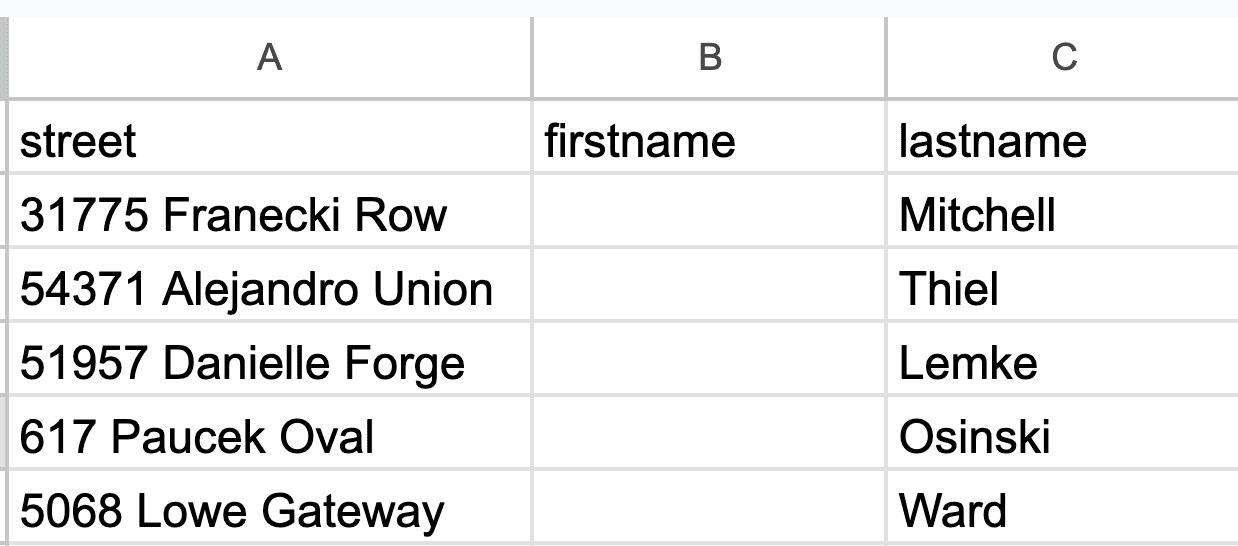 A B C
street firstname lastname
31775 Franecki Row Mitchell
54371 Alejandro Union Thiel
51957 Danielle Forge Lemke
617 Paucek Oval Osinski
5068 Lowe Gateway Ward